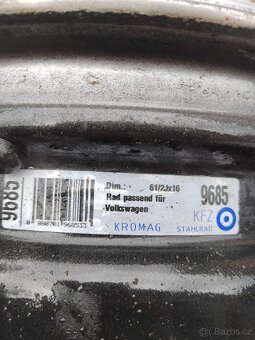 9685
Dim.: 61/2Jx16
Rad passend für
Volkswagen
9685
KFZ
KROMAG STAHLRAD
bazos.cz